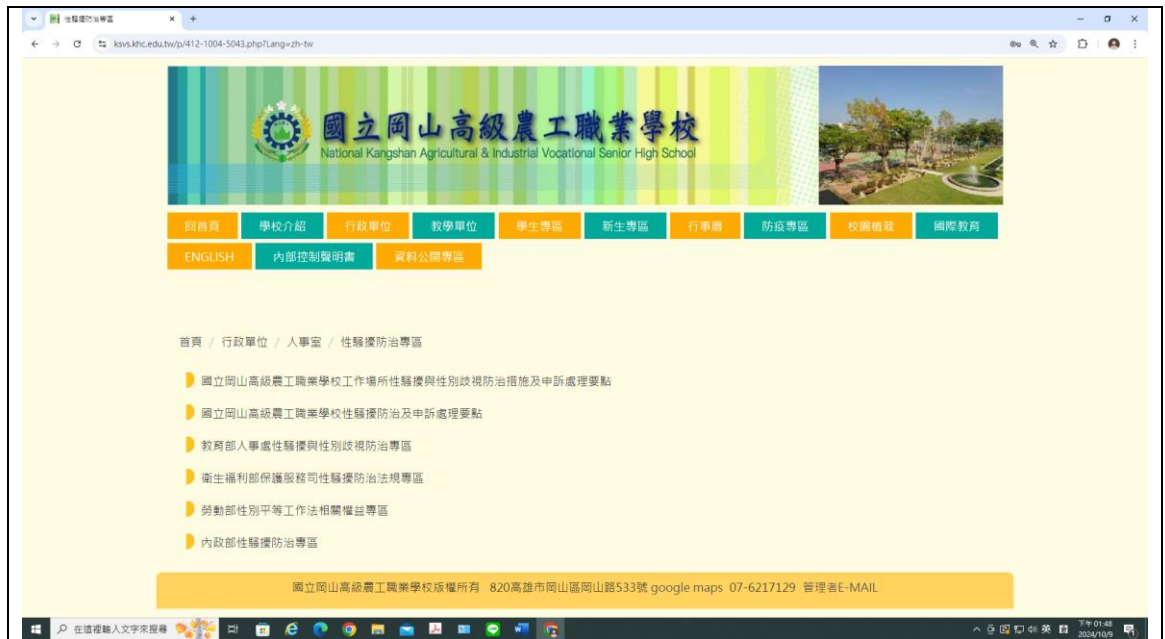 性騷擾防治專區
ksvs.khc.edu.tw/p/412-1004-5043.php?Lang=zh-tw
國立岡山高級農工職業學校
National Kangshan Agricultural & Industrial Vocational Senior High School
回首頁 學校介紹 行政單位 教學單位 學生專區 新生專區 行事曆 防疫專區 校園植栽 國際教育
ENGLISH 內部控制聲明書 資料公開專區
首頁 / 行政單位 / 人事室 / 性騷擾防治專區
國立岡山高級農工職業學校工作場所性騷擾與性別歧視防治措施及申訴處理要點
國立岡山高級農工職業學校性騷擾防治及申訴處理要點
教育部人事處性騷擾與性別歧視防治專區
衛生福利部保護服務司性騷擾防治法規專區
勞動部性別平等工作法相關權益專區
內政部性騷擾防治專區
國立岡山高級農工職業學校版權所有 820高雄市岡山區岡山路533號 google maps 07-6217129 管理者E-MAIL
在這裡輸入文字來搜尋
英
下午 01:48
2024/10/9